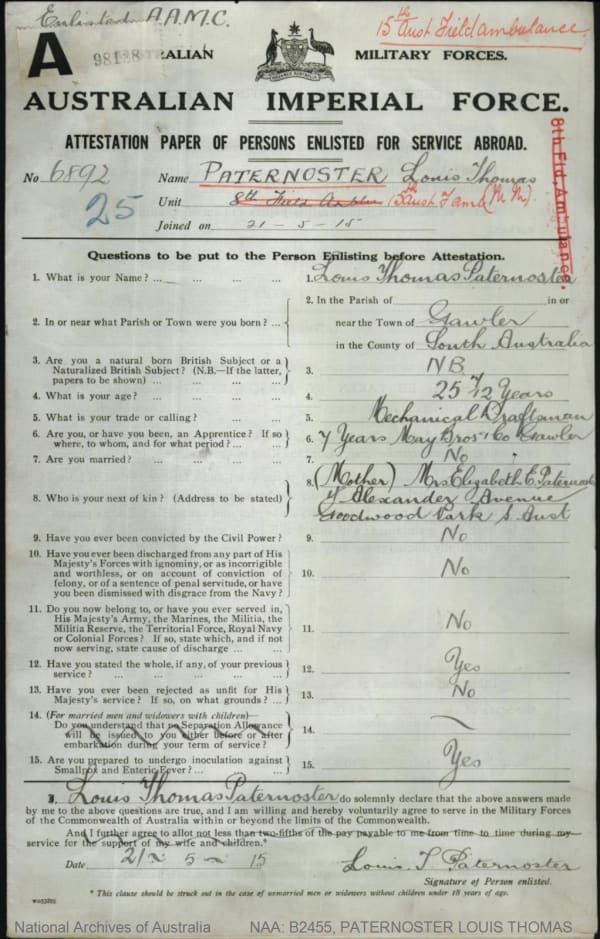 Enlisted A.A.M.C.
15th Aust Field Ambulance.
A
98188
ALIAN MILITARY FORCES.
AUSTRALIAN IMPERIAL FORCE.
ATTESTATION PAPER OF PERSONS ENLISTED FOR SERVICE ABROAD.
No 6892 Name PATERNOSTER Louis Thomas
25
Unit 8th Field Ambce 15th Aust F. Amb (M M)
Joined on 21-5-15
8th Fld. Ambulance.
Questions to be put to the Person Enlisting before Attestation.
1. What is your Name? ... ... ... ... 1. Louis Thomas Paternoster
2. In or near what Parish or Town were you born? ... 2. In the Parish of in or
near the Town of Gawler
in the County of South Australia
3. Are you a natural born British Subject or a
Naturalized British Subject? (N.B.—If the latter,
papers to be shown) ... ... ... ... 3. NB
4. What is your age? ... ... ... ... 4. 25 7/12 Years
5. What is your trade or calling? ... ... ... 5. Mechanical Draftsman
6. Are you, or have you been, an Apprentice? If so
where, to whom, and for what period? ... ... 6. 7 Years May Bros & Co Gawler
7. Are you married? ... ... ... ... 7. No
8. Who is your next of kin? (Address to be stated) 8. (Mother) Mrs Elizabeth E. Paternoster
Alexander Avenue
Goodwood Park S. Aust
9. Have you ever been convicted by the Civil Power? 9. No
10. Have you ever been discharged from any part of His
Majesty's Forces with ignominy, or as incorrigible
and worthless, or on account of conviction of
felony, or of a sentence of penal servitude, or have
you been dismissed with disgrace from the Navy? 10. No
11. Do you now belong to, or have you ever served in,
His Majesty's Army, the Marines, the Militia, the
Militia Reserve, the Territorial Force, Royal Navy
or Colonial Forces? If so, state which, and if not
now serving, state cause of discharge ... ... 11. No
12. Have you stated the whole, if any, of your previous
service? ... ... ... ... 12. Yes
13. Have you ever been rejected as unfit for His
Majesty's service? If so, on what grounds? ... 13. No
14. (For married men and widowers with children)—
Do you understand that no Separation Allowance
will be issued to you either before or after
embarkation during your term of service? 14.
15. Are you prepared to undergo inoculation against
Smallpox and Enteric Fever? ... ... ... 15. Yes
I, Louis Thomas Paternoster do solemnly declare that the above answers made
by me to the above questions are true, and I am willing and hereby voluntarily agree to serve in the Military Forces
of the Commonwealth of Australia within or beyond the limits of the Commonwealth.
And I further agree to allot not less than two-fifths of the pay payable to me from time to time during my
service for the support of my wife and children.*
Date 21 - 5 - 15 Louis. T. Paternoster
Signature of Person enlisted.
* This clause should be struck out in the case of unmarried men or widowers without children under 18 years of age.
National Archives of Australia NAA: B2455, PATERNOSTER LOUIS THOMAS